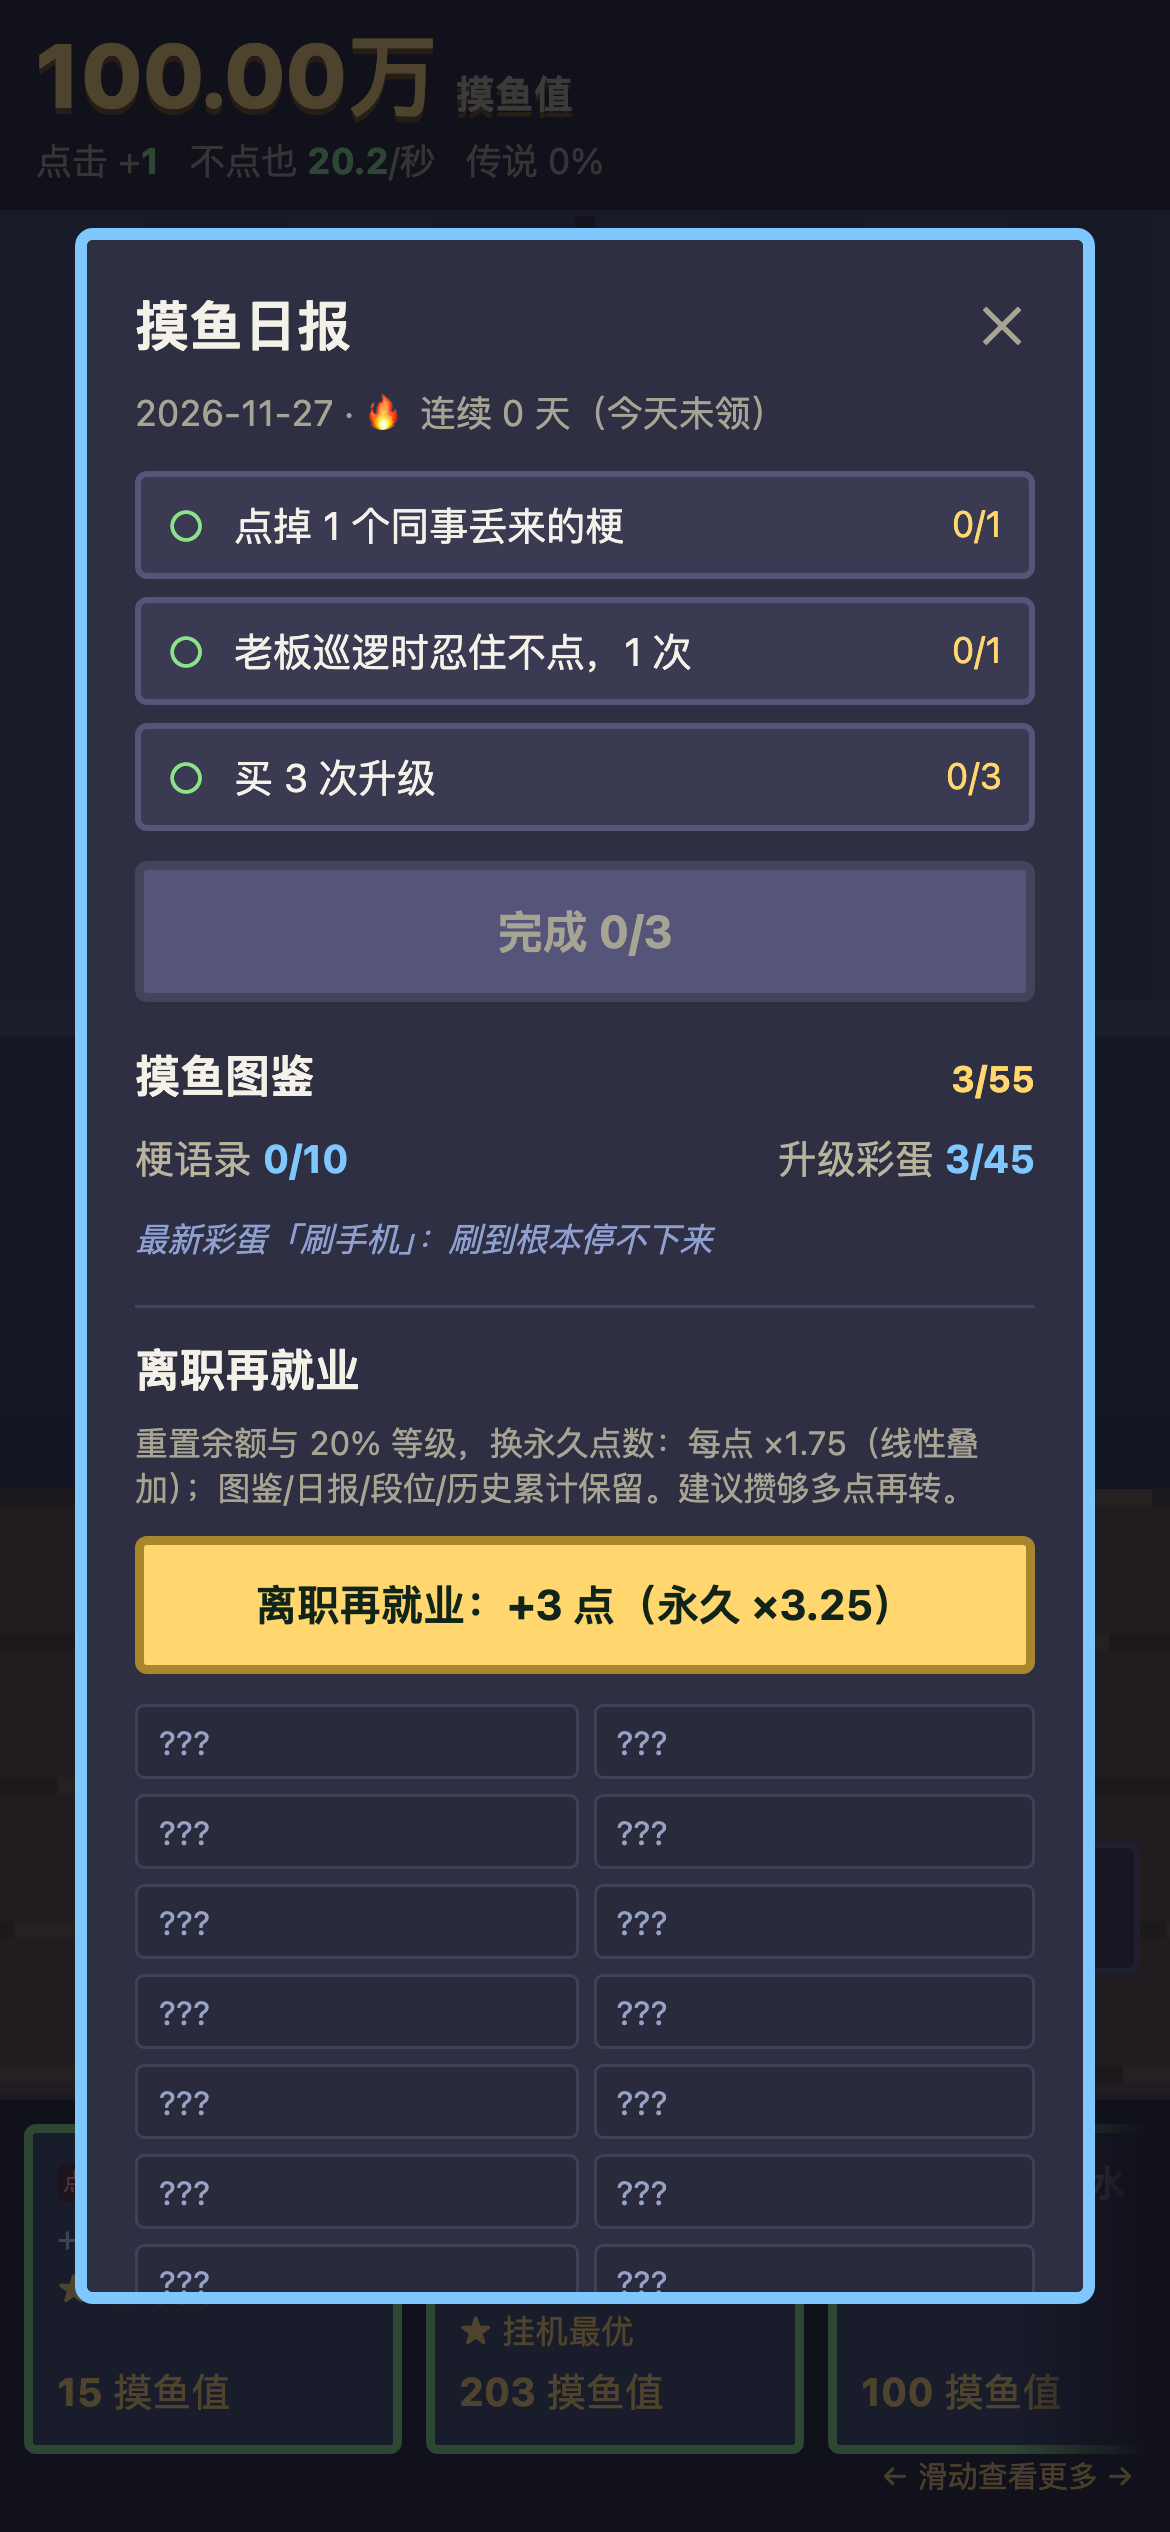 100.00万 摸鱼值
点击 +1 不点也 20.2/秒 传说 0%
摸鱼日报
2026-11-27 · 🔥 连续 0 天（今天未领）
点掉 1 个同事丢来的梗 0/1
老板巡逻时忍住不点，1 次 0/1
买 3 次升级 0/3
完成 0/3
摸鱼图鉴 3/55
梗语录 0/10 升级彩蛋 3/45
最新彩蛋「刷手机」：刷到根本停不下来
离职再就业
重置余额与 20% 等级，换永久点数：每点 ×1.75（线性叠
加）；图鉴/日报/段位/历史累计保留。建议攒够多点再转。
离职再就业：+3 点（永久 ×3.25）
??? ???
??? ???
??? ???
??? ???
??? ???
??? ???
??? ???
水
★ 挂机最优
15 摸鱼值 203 摸鱼值 100 摸鱼值
← 滑动查看更多 →